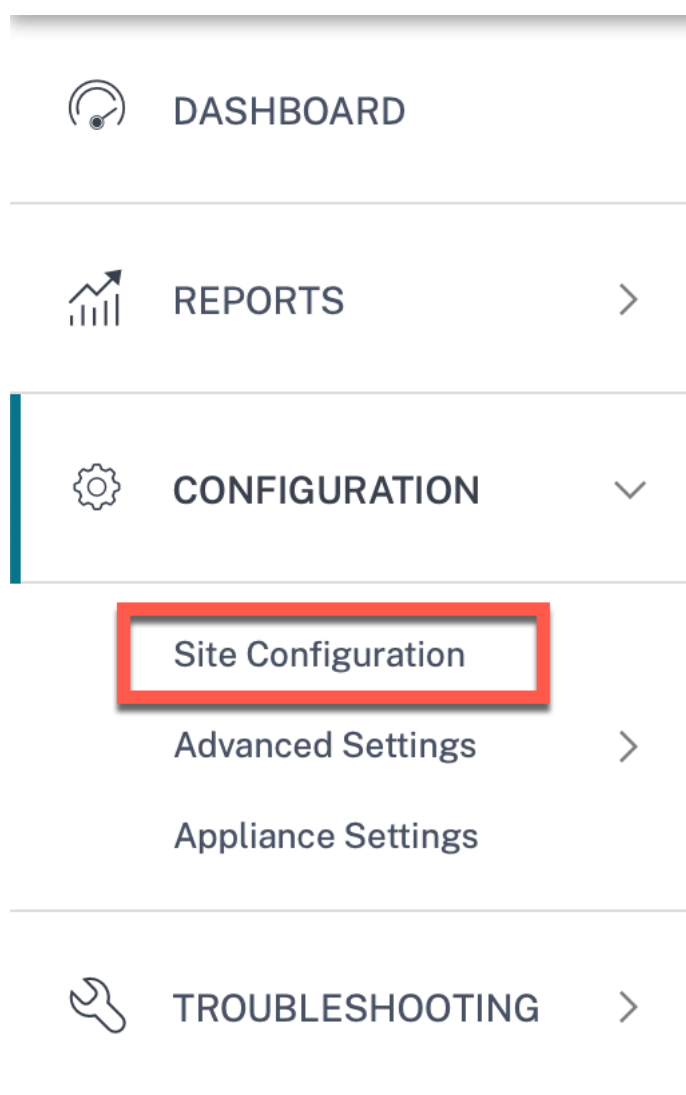 DASHBOARD
REPORTS
CONFIGURATION
Site Configuration
Advanced Settings
Appliance Settings
TROUBLESHOOTING